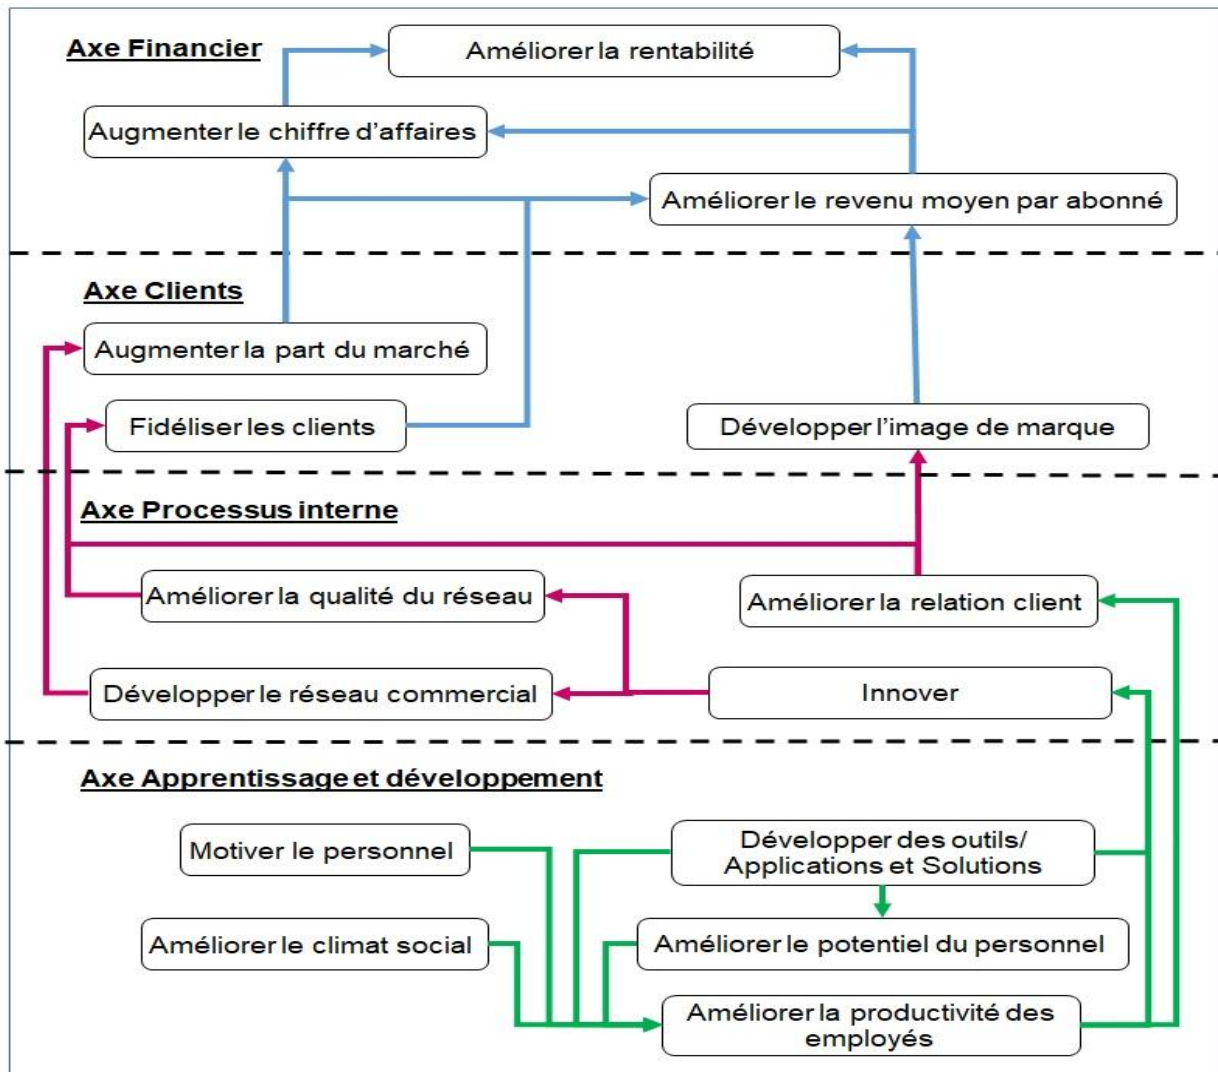 Axe Financier
Améliorer la rentabilité
Augmenter le chiffre d'affaires
Améliorer le revenu moyen par abonné
Axe Clients
Augmenter la part du marché
Fidéliser les clients
Développer l'image de marque
Axe Processus interne
Améliorer la qualité du réseau
Améliorer la relation client
Développer le réseau commercial
Innover
Axe Apprentissage et développement
Motiver le personnel
Développer des outils/
Applications et Solutions
Améliorer le climat social
Améliorer le potentiel du personnel
Améliorer la productivité des
employés